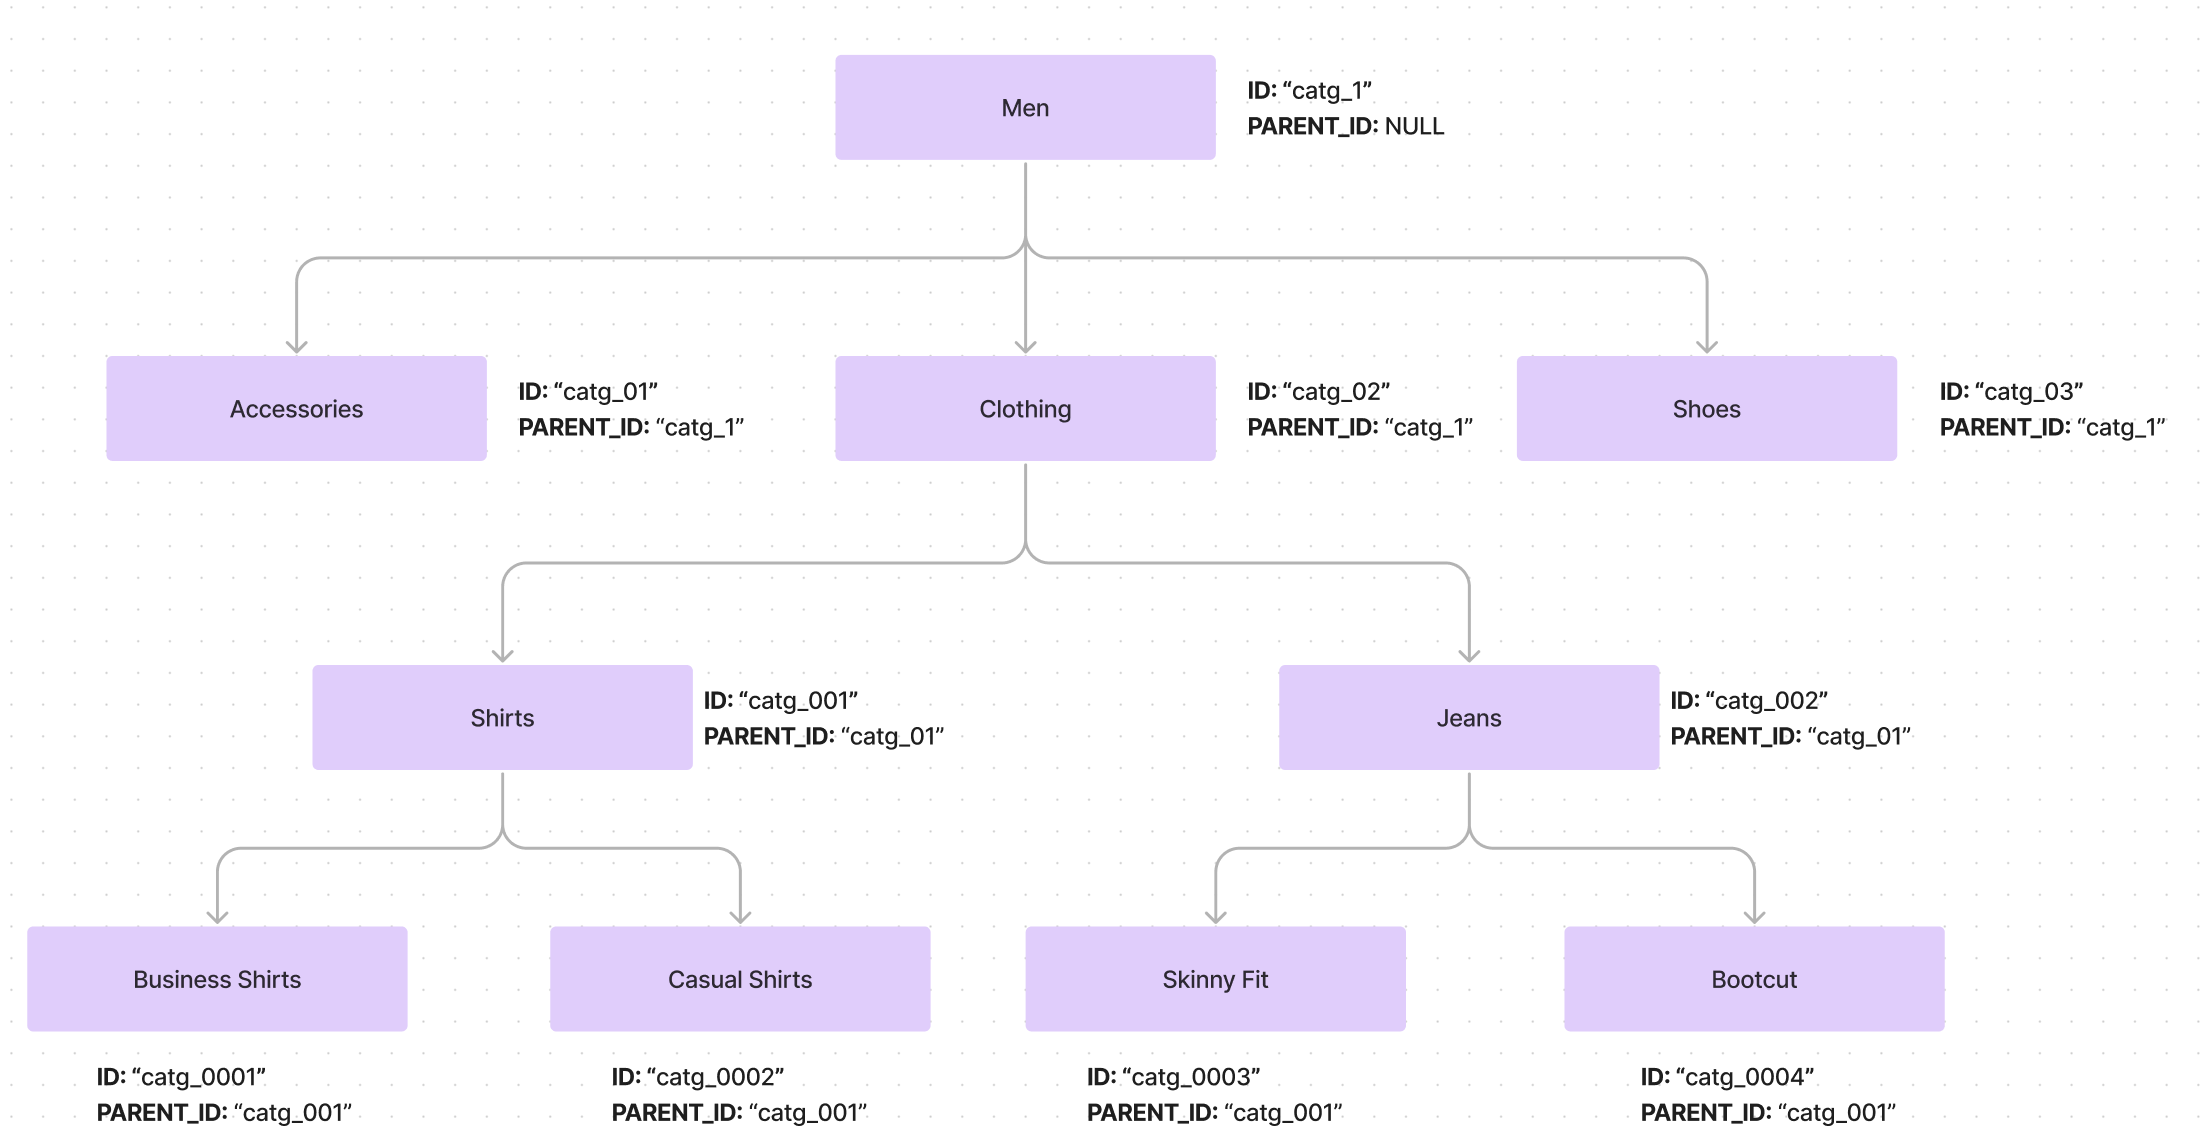 Men
ID: “catg_1”
PARENT_ID: NULL
Accessories
ID: “catg_01”
PARENT_ID: “catg_1”
Clothing
ID: “catg_02”
PARENT_ID: “catg_1”
Shoes
ID: “catg_03”
PARENT_ID: “catg_1”
Shirts
ID: “catg_001”
PARENT_ID: “catg_01”
Jeans
ID: “catg_002”
PARENT_ID: “catg_01”
Business Shirts
ID: “catg_0001”
PARENT_ID: “catg_001”
Casual Shirts
ID: “catg_0002”
PARENT_ID: “catg_001”
Skinny Fit
ID: “catg_0003”
PARENT_ID: “catg_001”
Bootcut
ID: “catg_0004”
PARENT_ID: “catg_001”